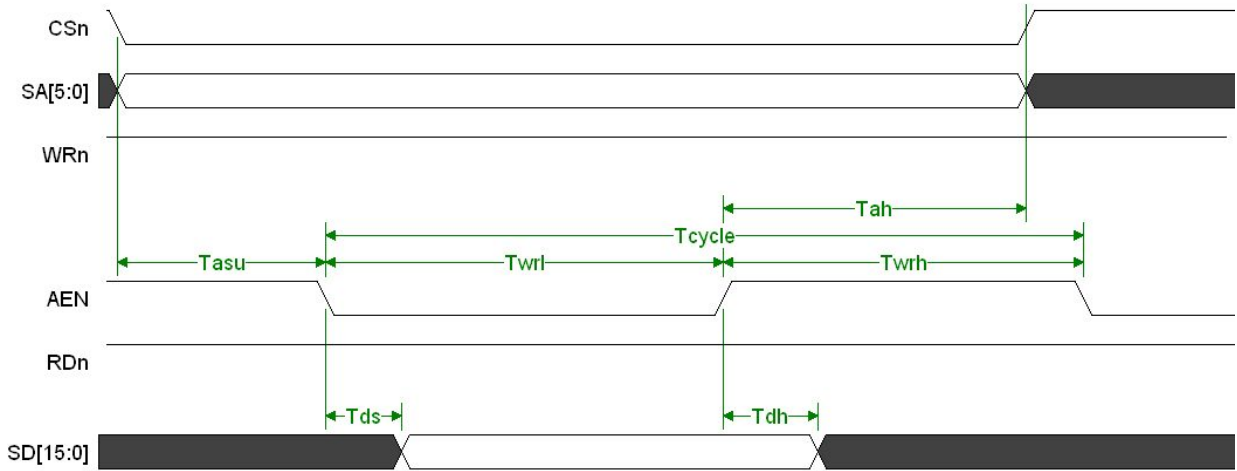 CSn
SA[5:0]
WRn
Tah
Tcycle
Tasu Twrl Twrh
AEN
RDn
Tds Tdh
SD[15:0]